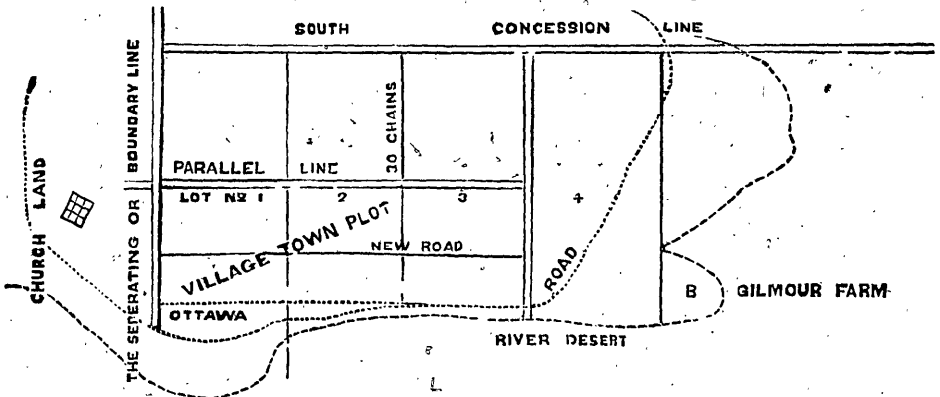 SOUTH CONCESSION LINE
THE SEPERATING OR BOUNDARY LINE
CHURCH LAND
30 CHAINS
PARALLEL LINE
LOT No 1 2 3 4
VILLAGE TOWN PLOT
NEW ROAD
ROAD
B GILMOUR FARM
OTTAWA
RIVER DESERT
8
L